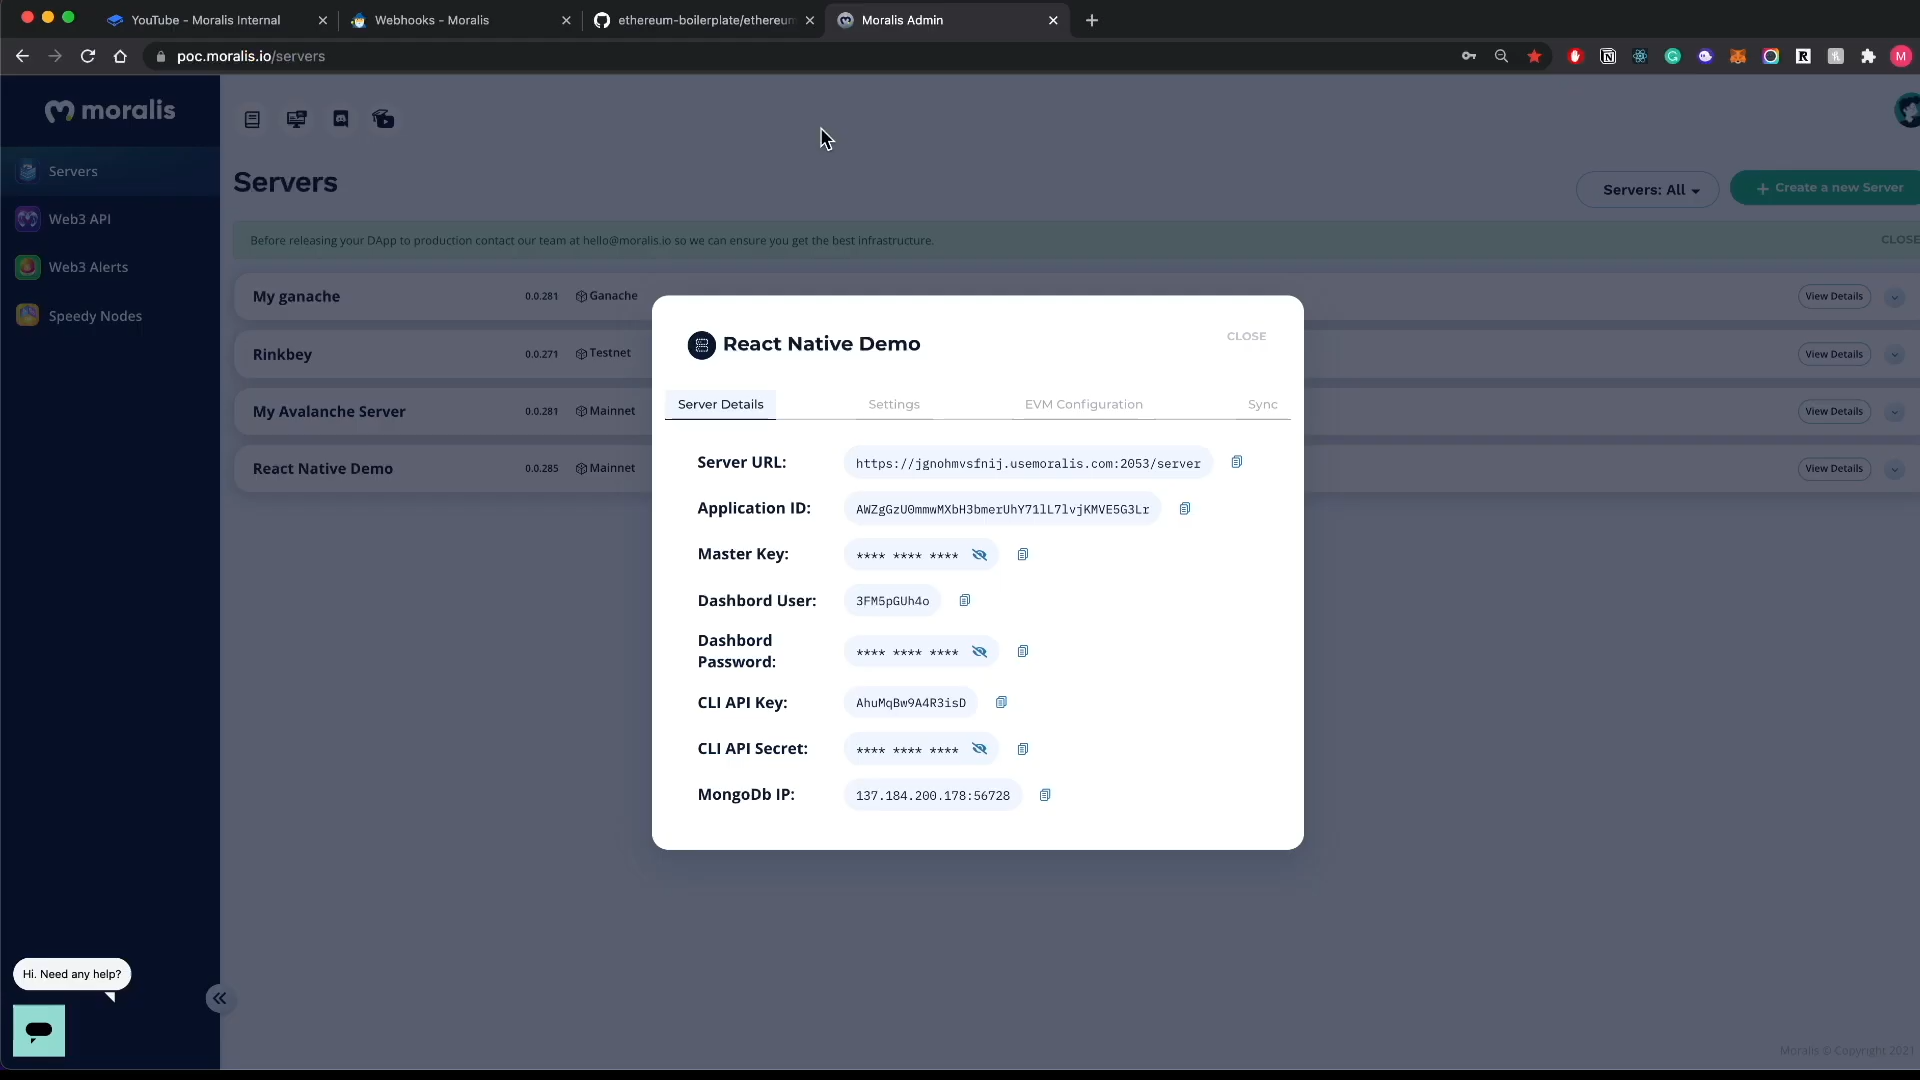 YouTube - Moralis Internal
Webhooks - Moralis
ethereum-boilerplate/ethereum
Moralis Admin
poc.moralis.io/servers
M
moralis
Servers
Web3 API
Web3 Alerts
Speedy Nodes
Servers
Servers: All
+ Create a new Server
Before releasing your DApp to production contact our team at hello@moralis.io so we can ensure you get the best infrastructure.
CLOSE
My ganache 0.0.281 Ganache View Details
Rinkbey 0.0.271 Testnet View Details
My Avalanche Server 0.0.281 Mainnet View Details
React Native Demo 0.0.285 Mainnet View Details
React Native Demo
CLOSE
Server Details Settings EVM Configuration Sync
Server URL: https://jgnohmvsfnij.usemoralis.com:2053/server
Application ID: AWZgGzU0mmwMXbH3bmerUhY71lL7lvjKMVE5G3Lr
Master Key: **** **** ****
Dashbord User: 3FM5pGUh4o
Dashbord
Password: **** **** ****
CLI API Key: AhuMqBw9A4R3isD
CLI API Secret: **** **** ****
MongoDb IP: 137.184.200.178:56728
Hi. Need any help?
Moralis © Copyright 2021